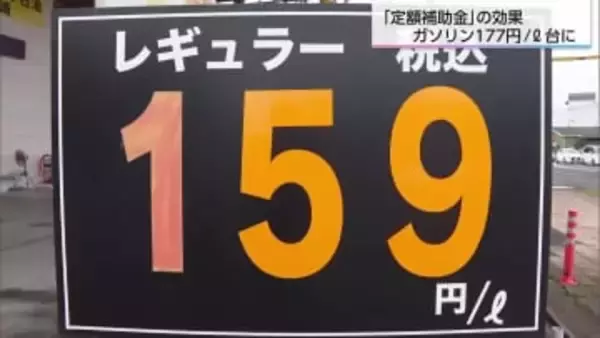 「定額補助金」の効果
ガソリン177円/ℓ台に
レギュラー 税込
159
円/ℓ